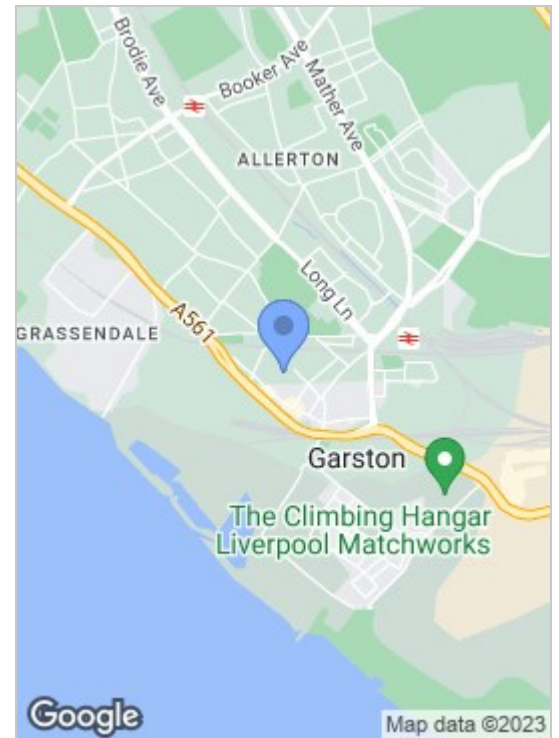 Brodie Ave
Booker Ave
Mather Ave
ALLERTON
Long Ln
A561
GRASSENDALE
Garston
The Climbing Hangar
Liverpool Matchworks
Google
Map data ©2023